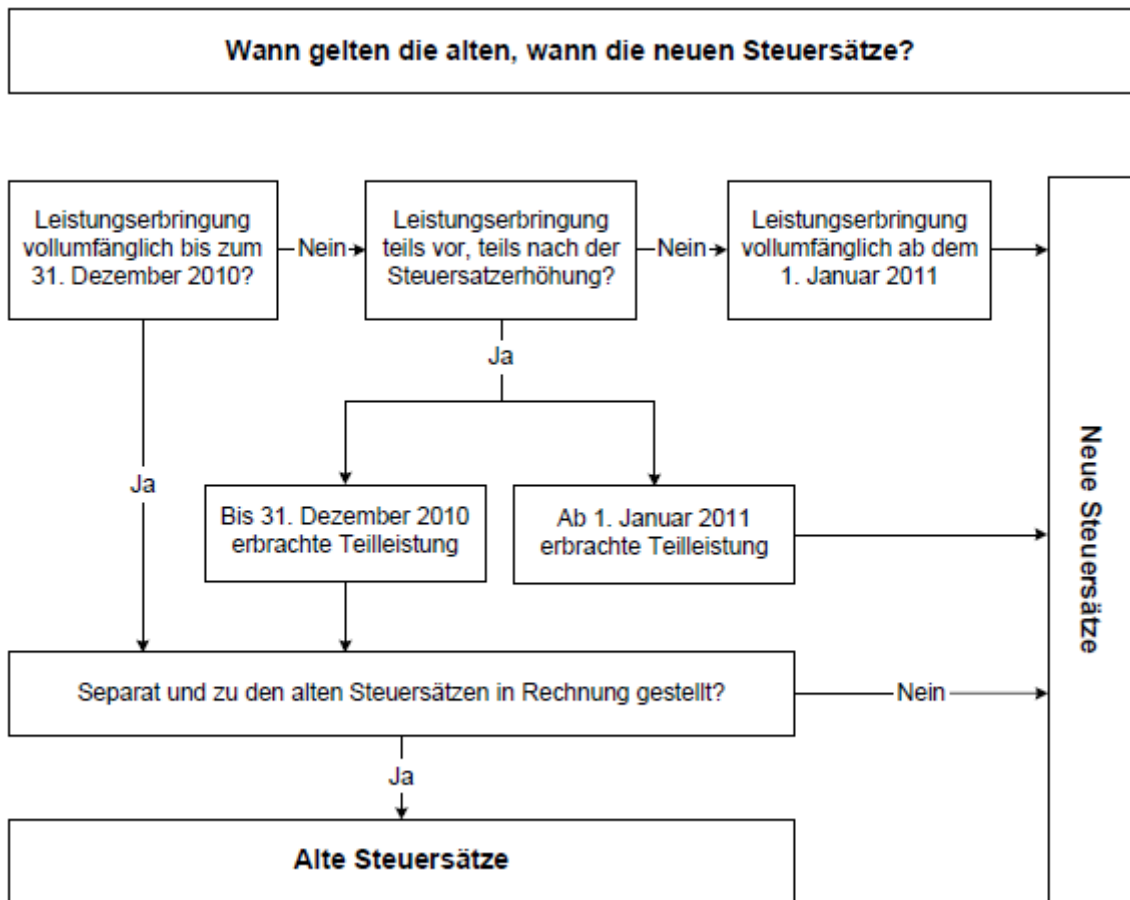 Wann gelten die alten, wann die neuen Steuersätze?
Leistungserbringung
vollumfänglich bis zum
31. Dezember 2010?
Nein
Leistungserbringung
teils vor, teils nach der
Steuersatzerhöhung?
Nein
Leistungserbringung
vollumfänglich ab dem
1. Januar 2011
Ja
Ja
Bis 31. Dezember 2010
erbrachte Teilleistung
Ab 1. Januar 2011
erbrachte Teilleistung
Neue Steuersätze
Separat und zu den alten Steuersätzen in Rechnung gestellt?
Nein
Ja
Alte Steuersätze